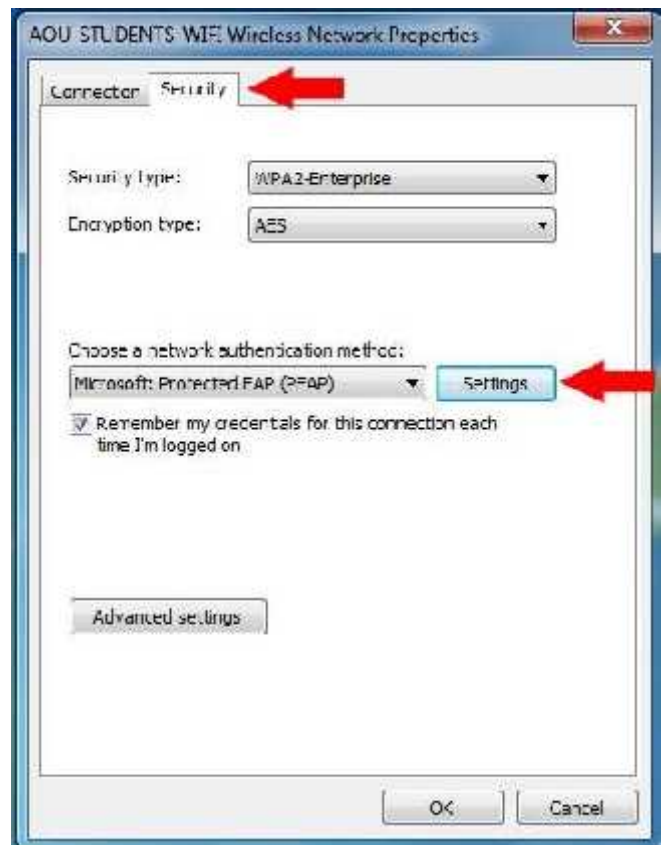 AOU STUDENTS WIFI Wireless Network Properties
Connection
Security
Security type:
WPA2-Enterprise
Encryption type:
AES
Choose a network authentication method:
Microsoft: Protected EAP (PEAP)
Settings
Remember my credentials for this connection each
time I'm logged on
Advanced settings
OK
Cancel